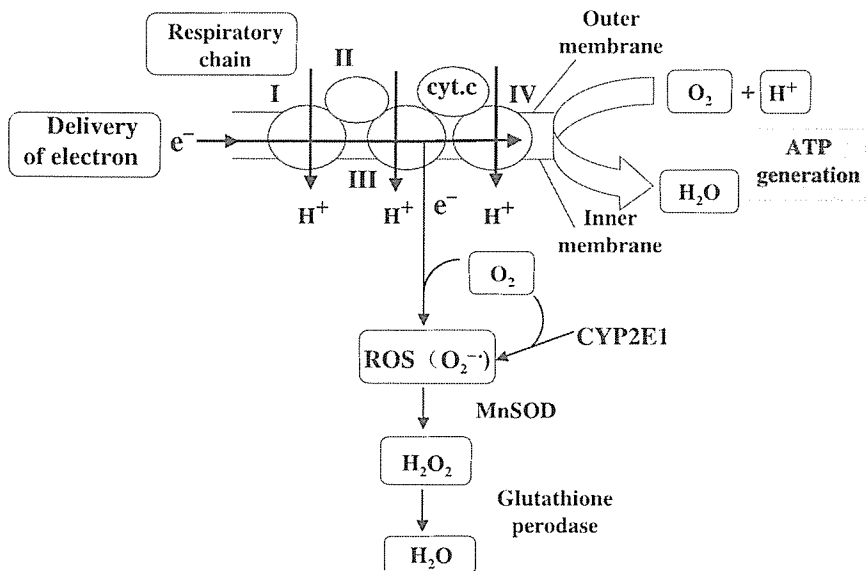 Respiratory
chain
Outer
membrane
I
II
cyt.c
IV
O₂ + H⁺
Delivery
of electron
e⁻
ATP
generation
III
H⁺
H⁺
e⁻
H⁺
H₂O
Inner
membrane
O₂
CYP2E1
ROS (O₂⁻·)
MnSOD
H₂O₂
Glutathione
perodase
H₂O